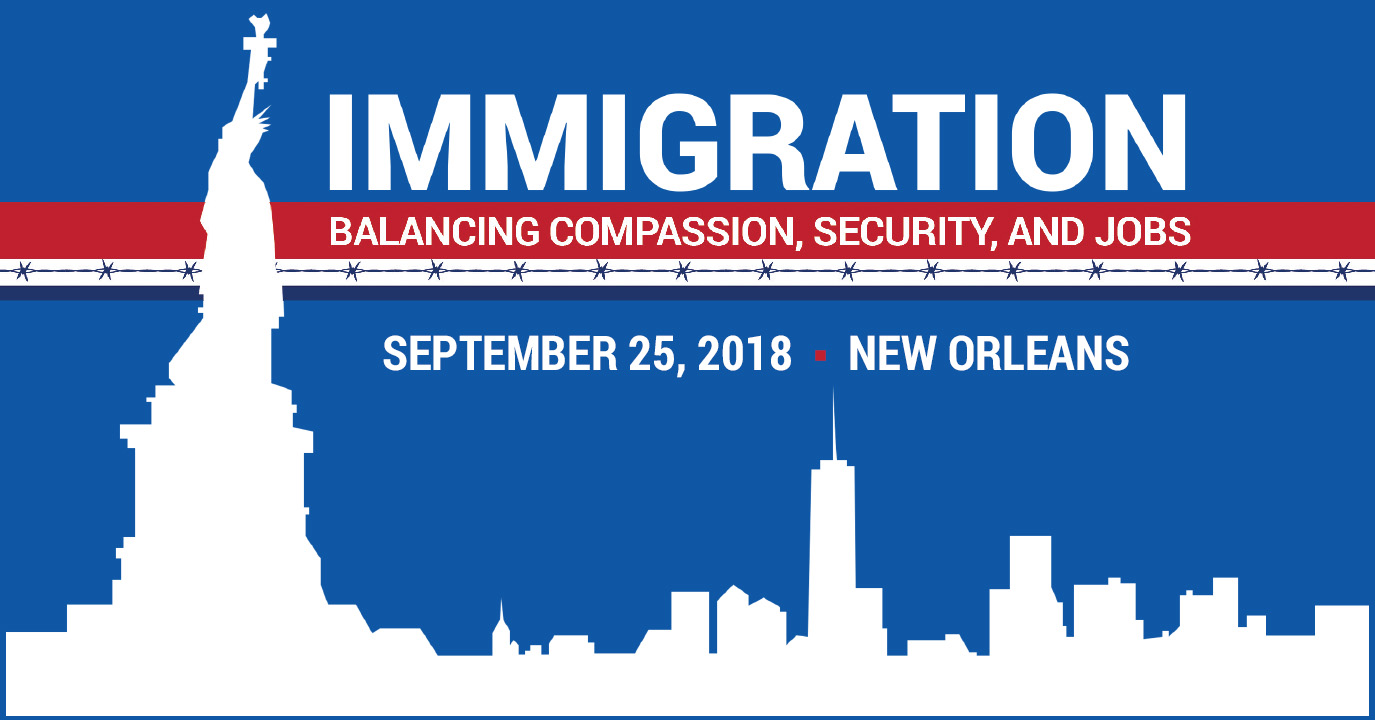 IMMIGRATION
BALANCING COMPASSION, SECURITY, AND JOBS
SEPTEMBER 25, 2018 ▪ NEW ORLEANS